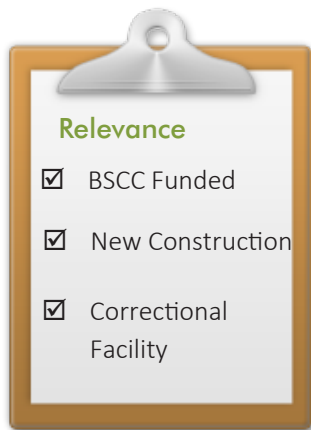 Relevance
☑ BSCC Funded
☑ New Construction
☑ Correctional
Facility